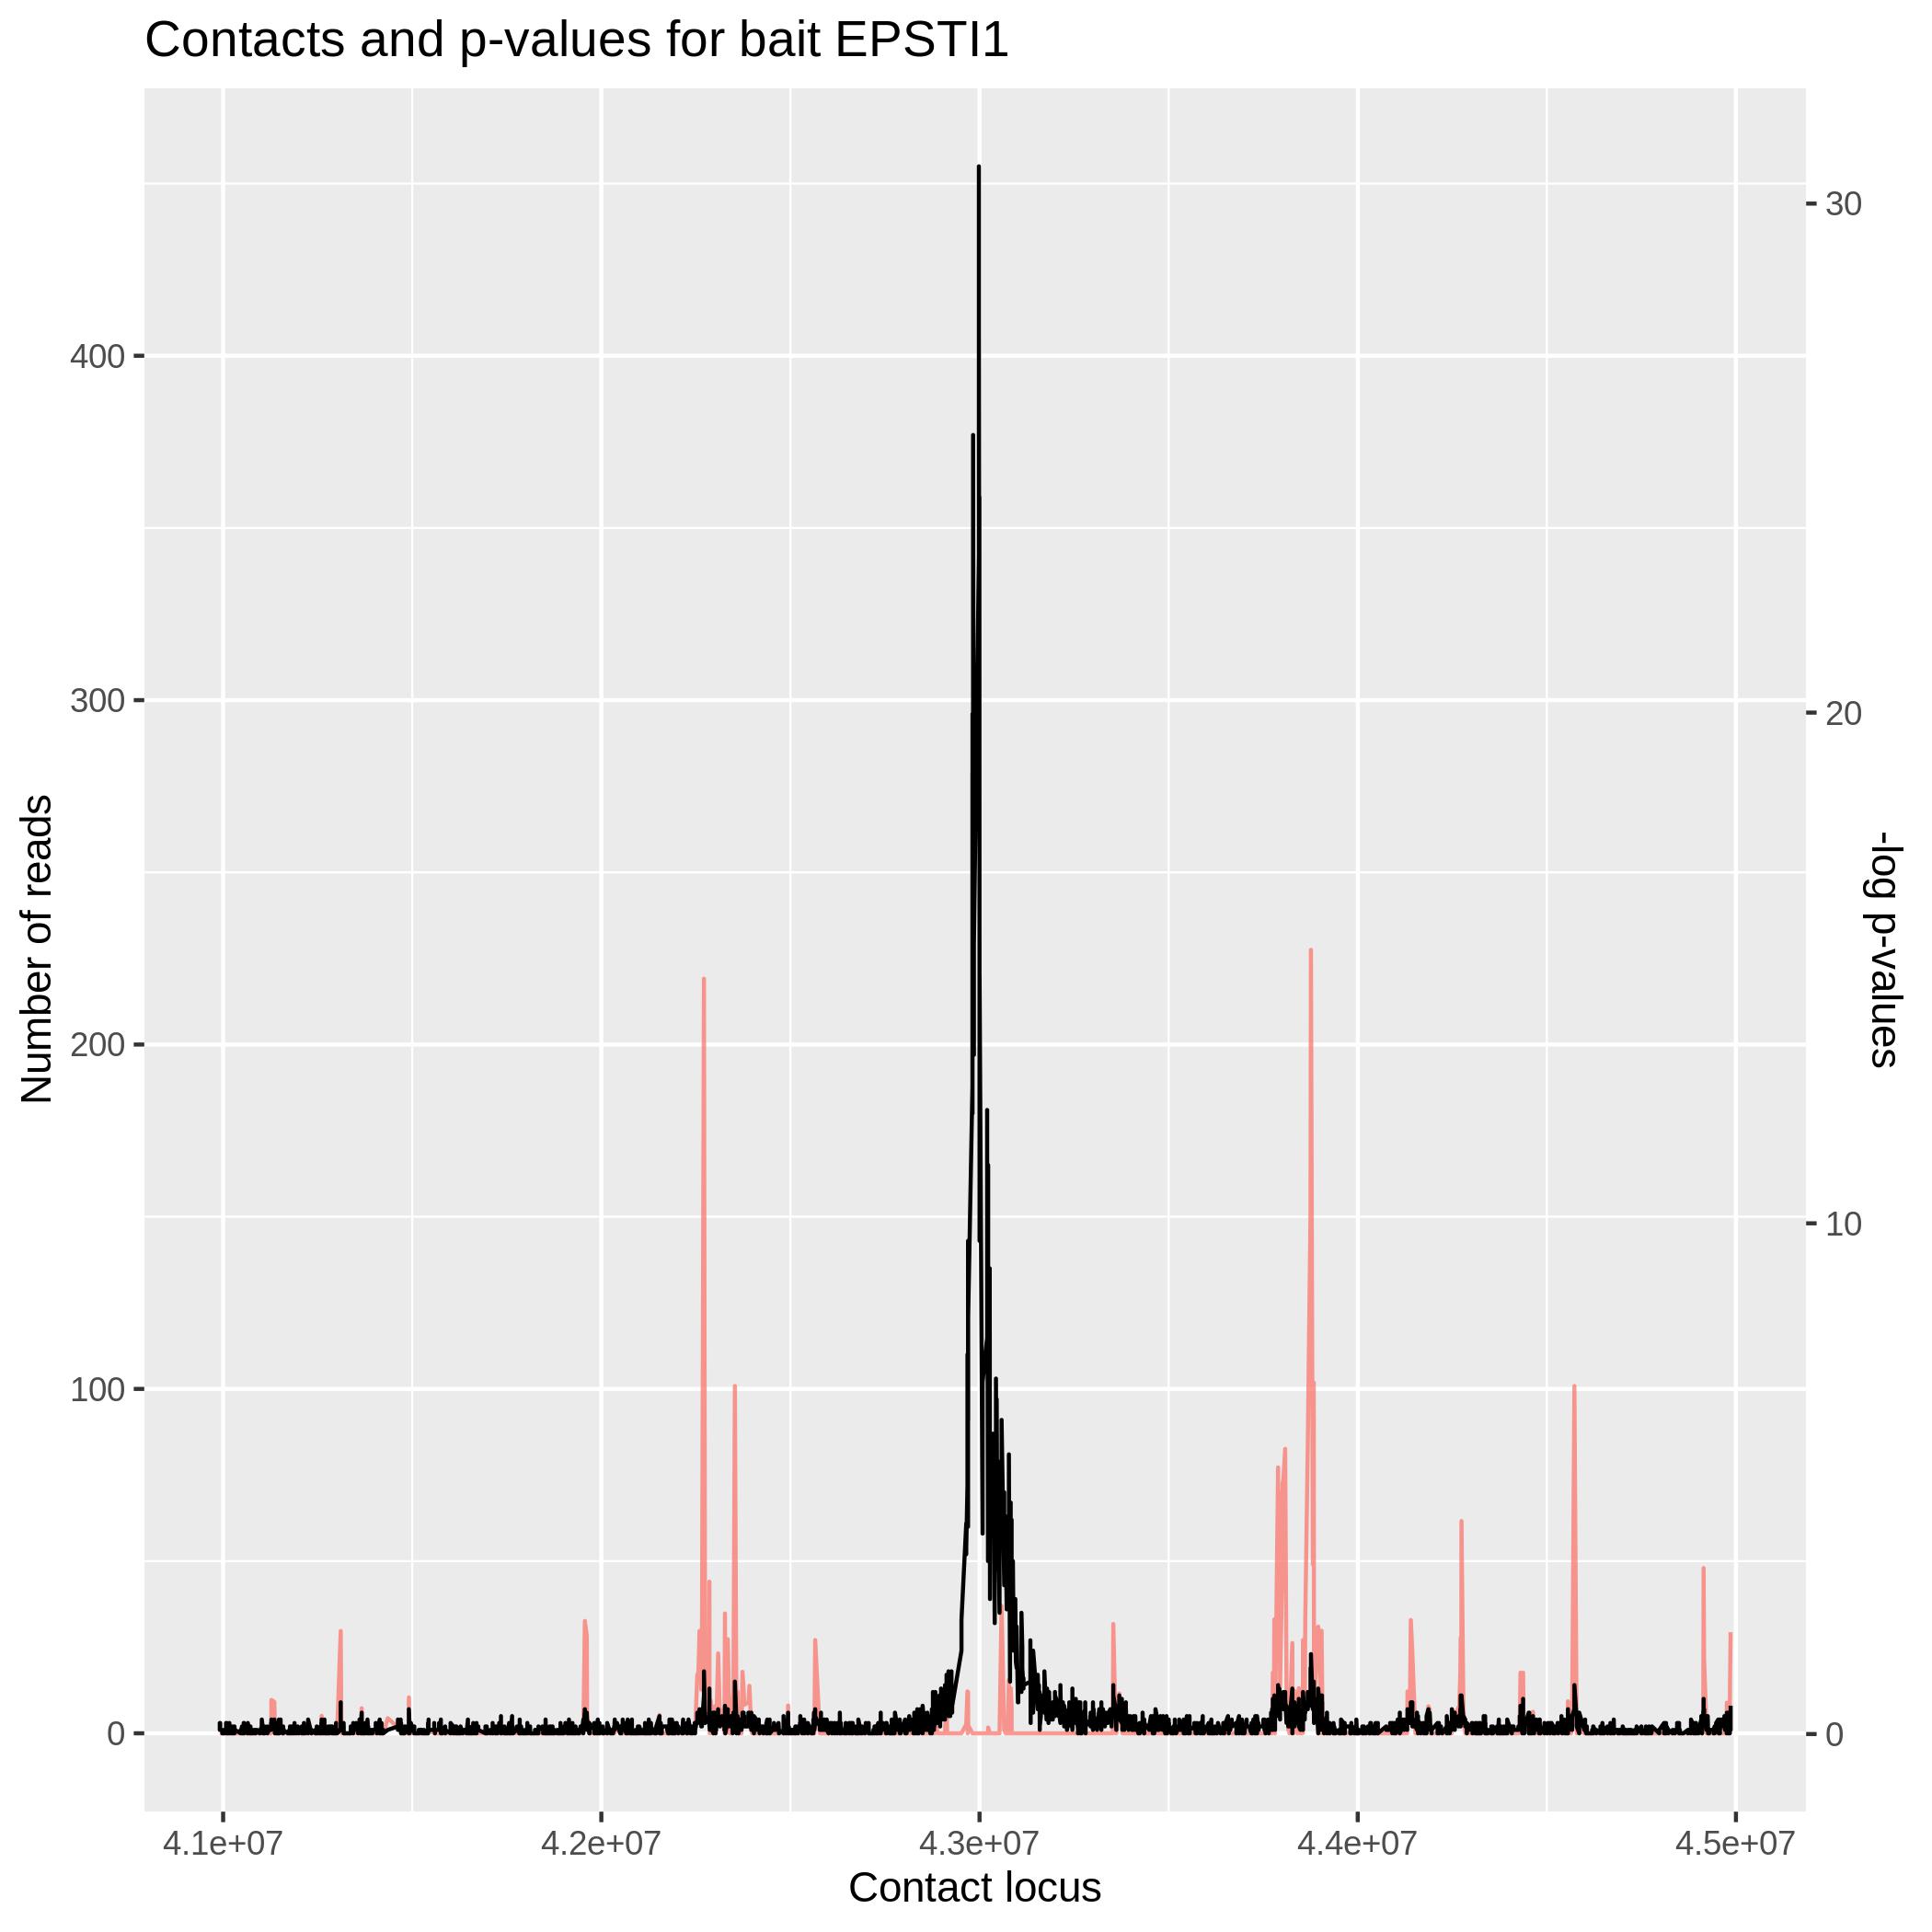 Contacts and p-values for bait EPSTI1
Number of reads
400
300
200
100
0
30
20
10
0
-log p-values
4.1e+07
4.2e+07
4.3e+07
4.4e+07
4.5e+07
Contact locus